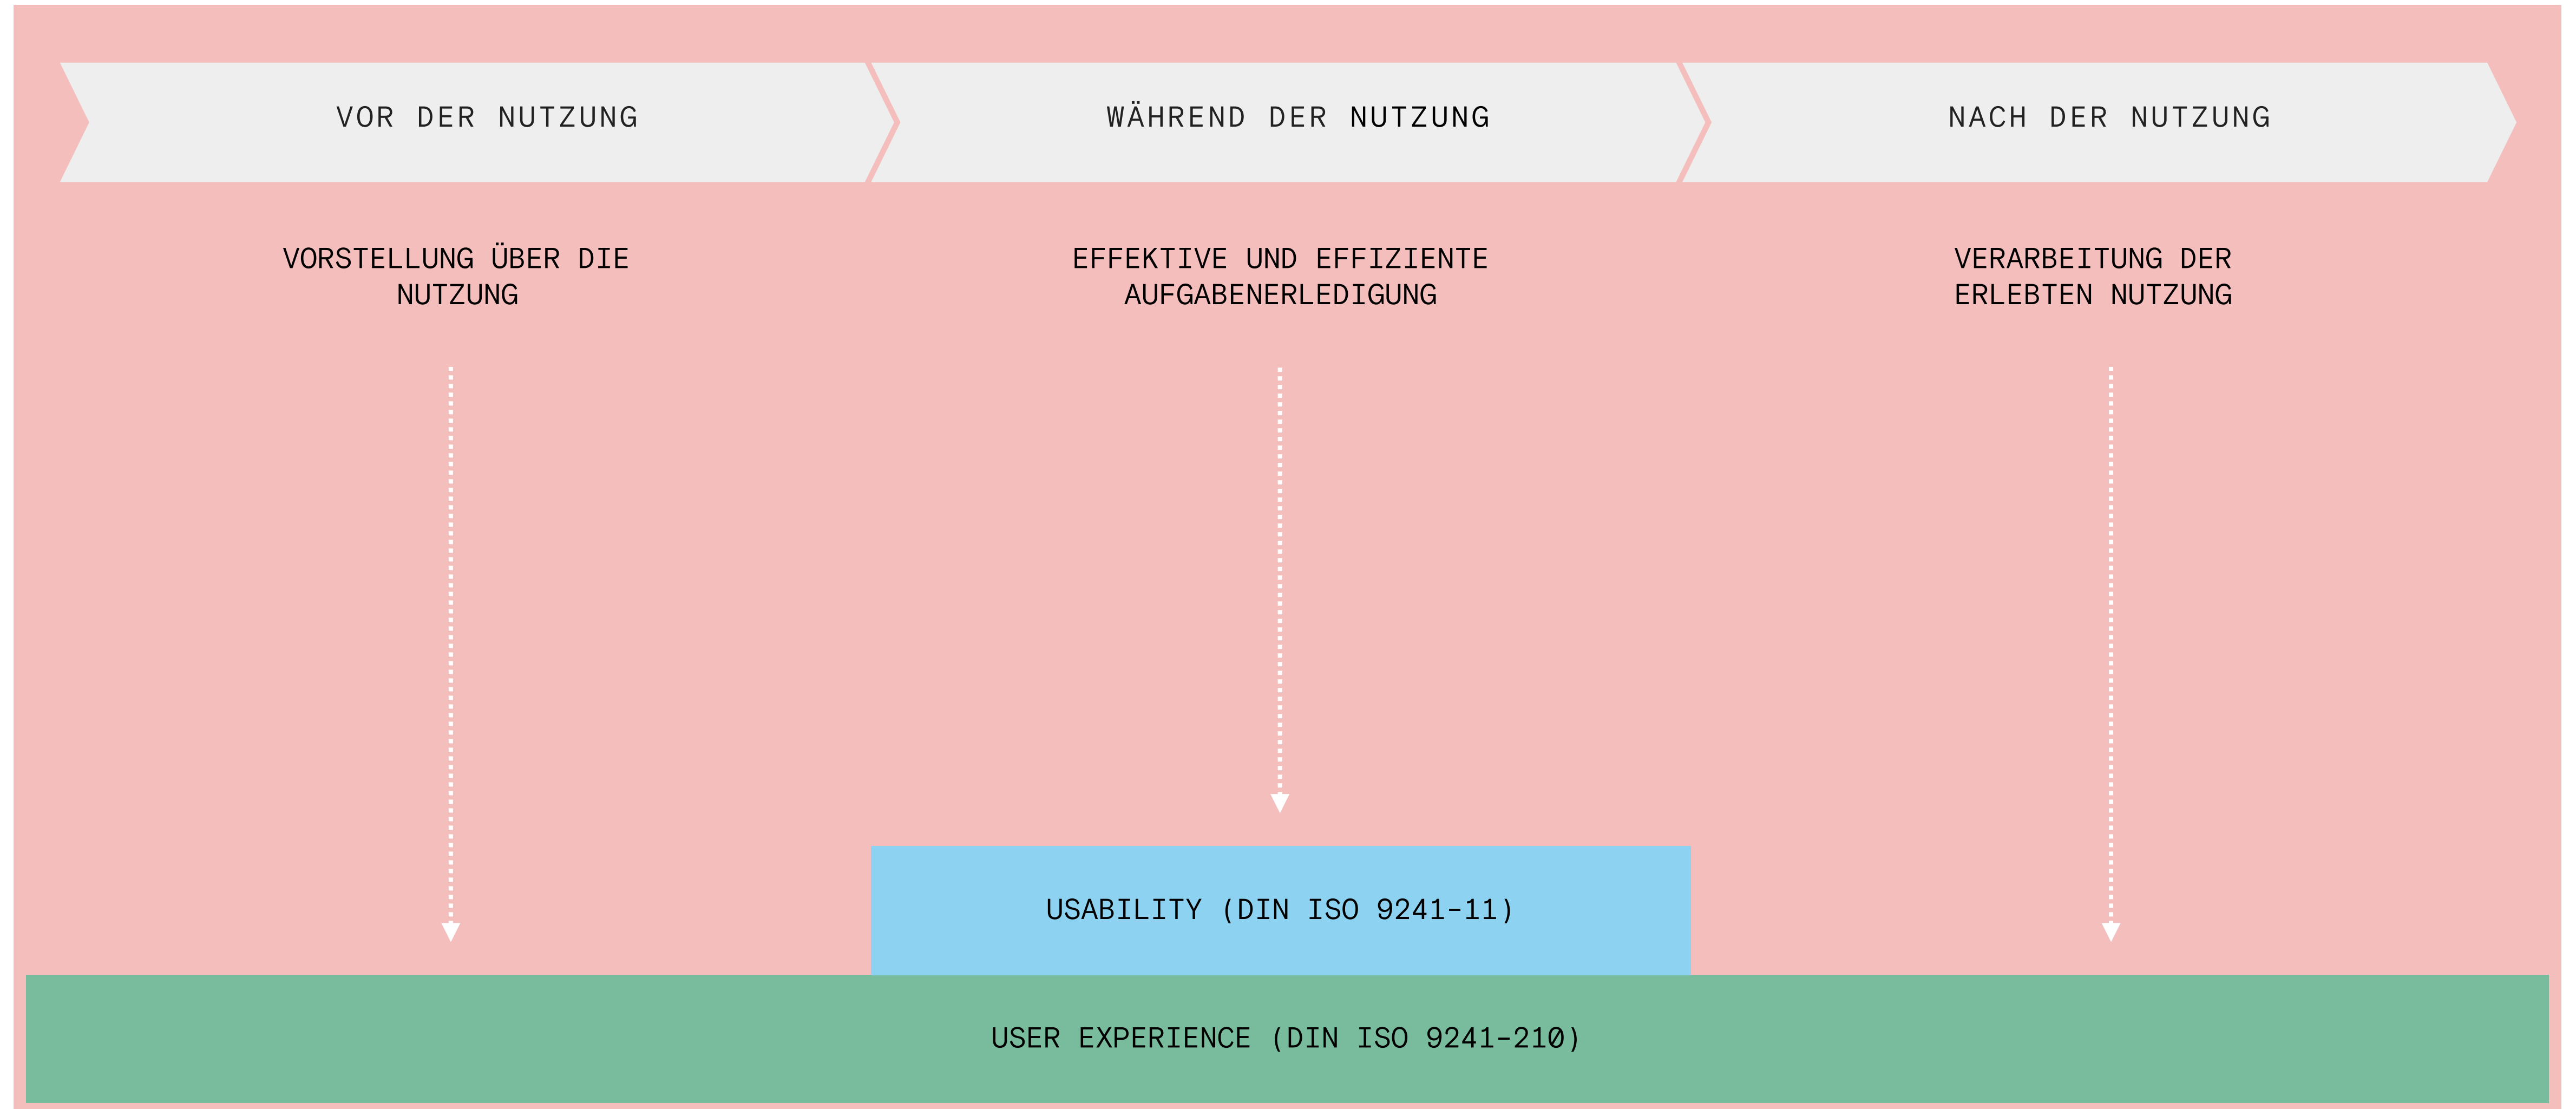 VOR DER NUTZUNG
WÄHREND DER NUTZUNG
NACH DER NUTZUNG
VORSTELLUNG ÜBER DIE
NUTZUNG
EFFEKTIVE UND EFFIZIENTE
AUFGABENERLEDIGUNG
VERARBEITUNG DER
ERLEBTEN NUTZUNG
USABILITY (DIN ISO 9241-11)
USER EXPERIENCE (DIN ISO 9241-210)